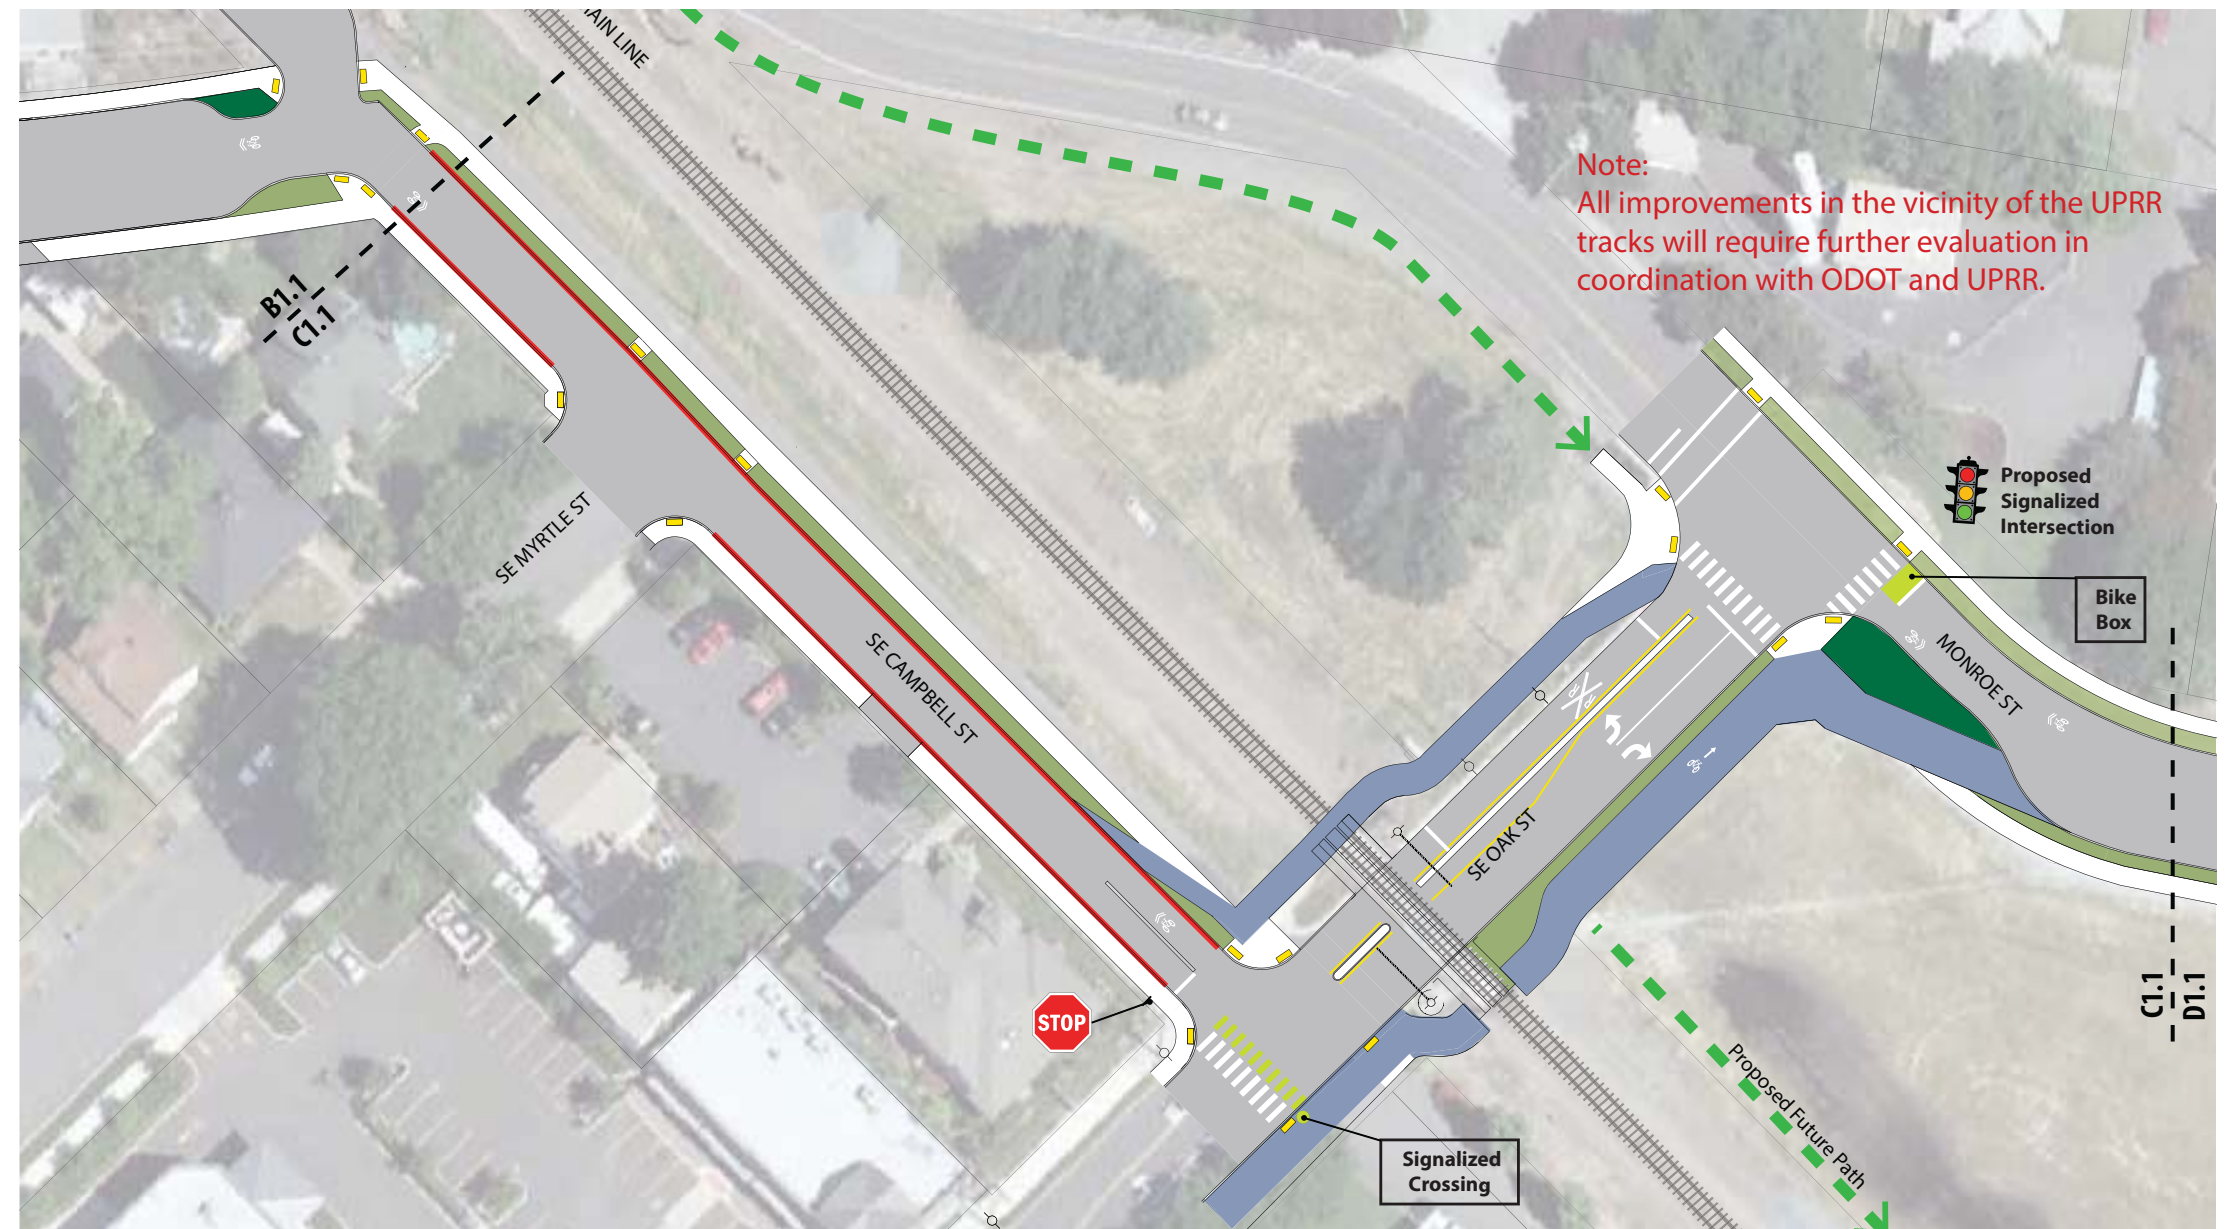 MAIN LINE
Note:
All improvements in the vicinity of the UPRR
tracks will require further evaluation in
coordination with ODOT and UPRR.
B1.1
C1.1
Proposed
Signalized
Intersection
SE MYRTLE ST
Bike
Box
SE CAMPBELL ST
MONROE ST
R R
SE OAK ST
C1.1
D1.1
STOP
Proposed Future Path
Signalized
Crossing